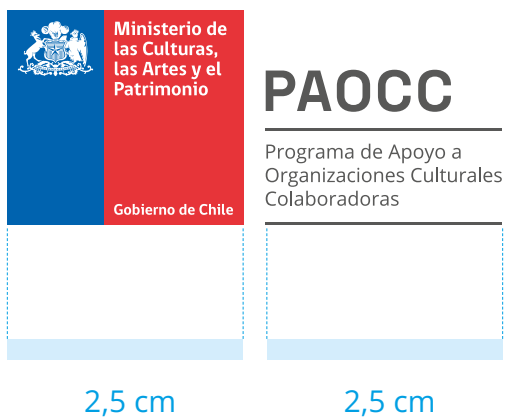 Ministerio de
las Culturas,
las Artes y el
Patrimonio
Gobierno de Chile
PAOCC
Programa de Apoyo a
Organizaciones Culturales
Colaboradoras
2,5 cm
2,5 cm